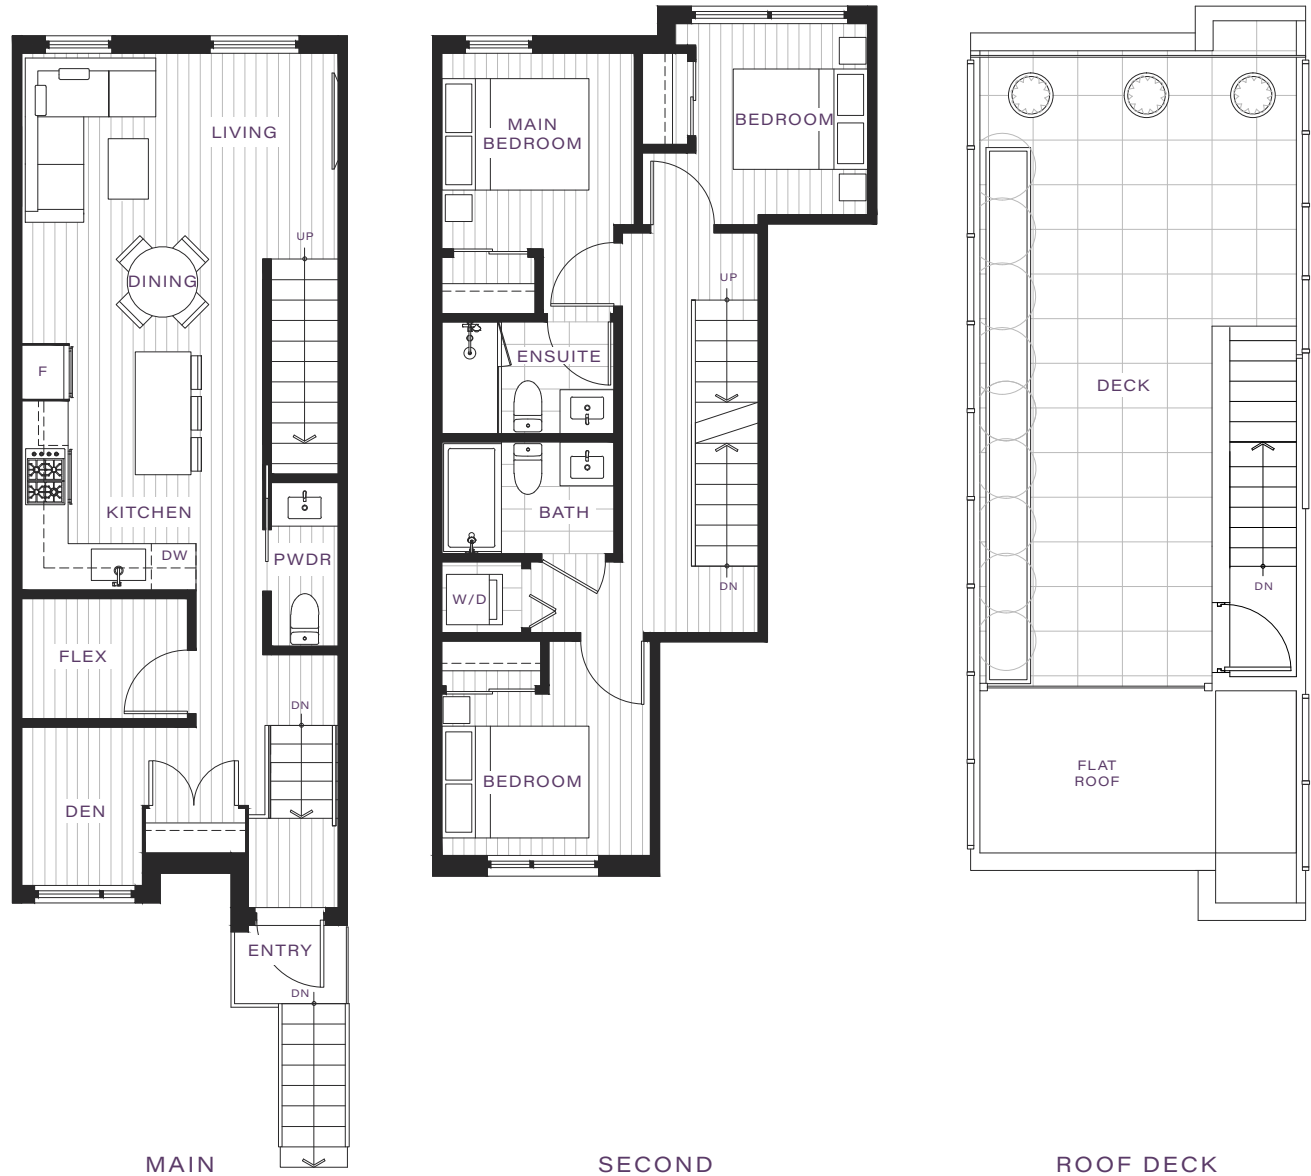 LIVING
UP
DINING
F
KITCHEN
DW
PWDR
FLEX
DN
DEN
ENTRY
DN
MAIN
MAIN
BEDROOM
BEDROOM
UP
ENSUITE
BATH
W/D
DN
BEDROOM
SECOND
DECK
DN
FLAT
ROOF
ROOF DECK